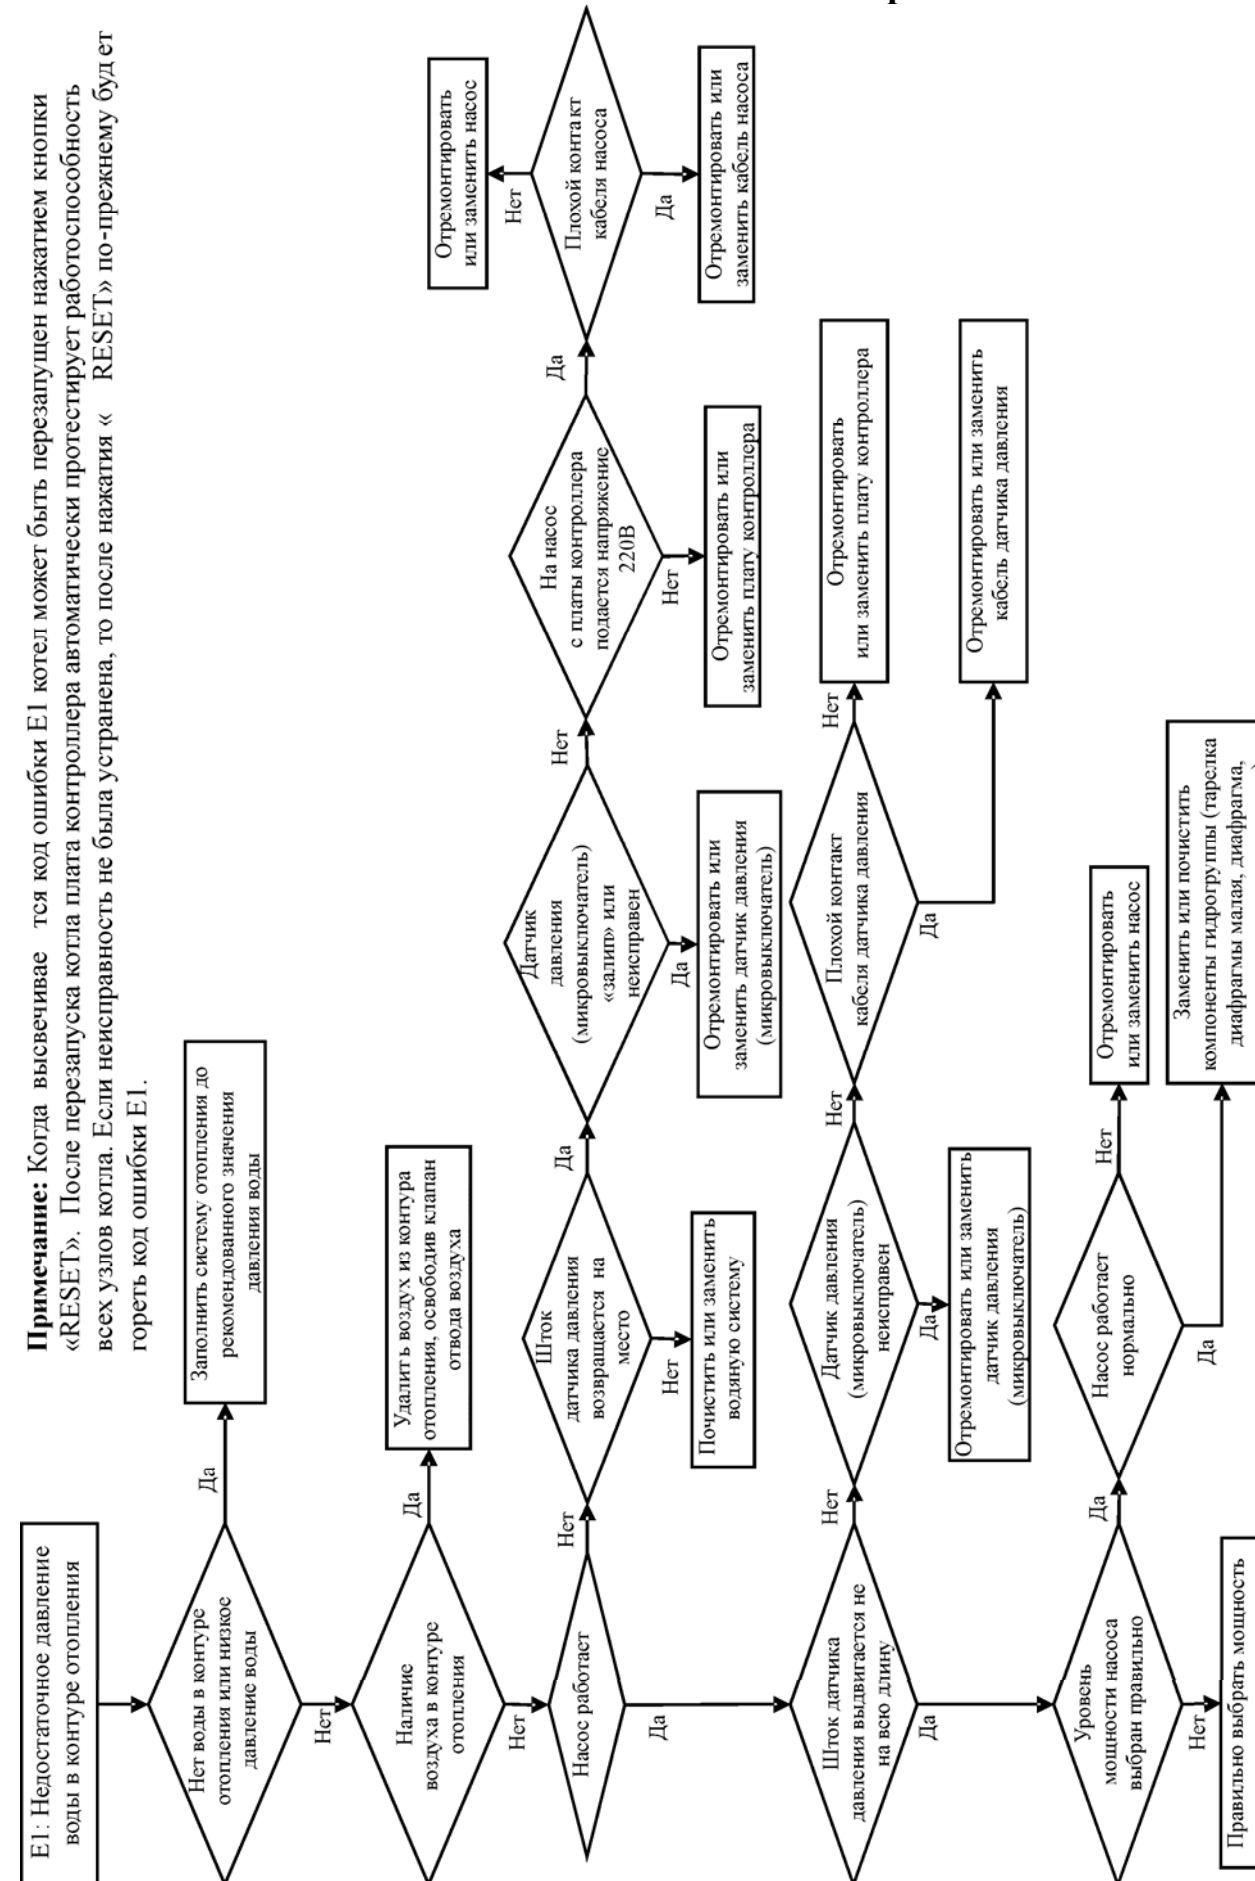 Примечание: Когда высвечивае тся код ошибки E1 котел может быть перезапущен нажатием кнопки
«RESET». После перезапуска котла плата контроллера автоматически протестирует работоспособность
всех узлов котла. Если неисправность не была устранена, то после нажатия « RESET» по-прежнему буд ет
гореть код ошибки E1.
E1: Недостаточное давление
воды в контуре отопления
Нет воды в контуре
отопления или низкое
давление воды
Да
Заполнить систему отопления до
рекомендованного значения
давления воды
Нет
Наличие
воздуха в контуре
отопления
Да
Удалить воздух из контура
отопления, освободив клапан
отвода воздуха
Нет
Насос работает
Нет
Шток
датчика давления
возвращается на
место
Нет
Почистить или заменить
водяную систему
Да
Датчик
давления
(микровыключатель)
«залип» или
неисправен
Да
Отремонтировать или
заменить датчик давления
(микровыключатель)
Нет
На насос
с платы контроллера
подается напряжение
220В
Нет
Отремонтировать или
заменить плату контроллера
Да
Плохой контакт
кабеля насоса
Нет
Отремонтировать
или заменить насос
Да
Отремонтировать или
заменить кабель насоса
Да
Шток датчика
давления выдвигается не
на всю длину
Нет
Датчик давления
(микровыключатель)
неисправен
Да
Отремонтировать или заменить
датчик давления
(микровыключатель)
Нет
Плохой контакт
кабеля датчика давления
Нет
Отремонтировать
или заменить плату контроллера
Да
Отремонтировать или заменить
кабель датчика давления
Да
Уровень
мощности насоса
выбран правильно
Нет
Правильно выбрать мощность
Да
Насос работает
нормально
Нет
Отремонтировать
или заменить насос
Да
Заменить или почистить
компоненты гидрогруппы (тарелка
диафрагмы малая, диафрагма,